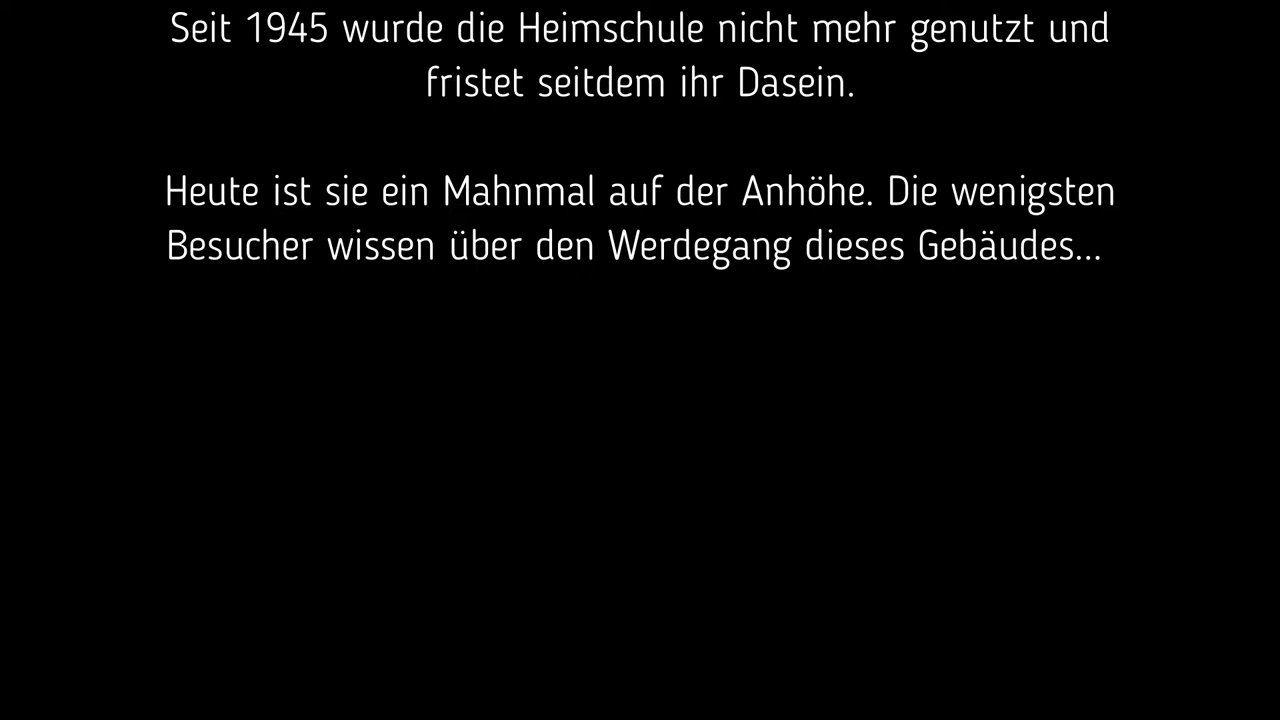 Seit 1945 wurde die Heimschule nicht mehr genutzt und
fristet seitdem ihr Dasein.
Heute ist sie ein Mahnmal auf der Anhöhe. Die wenigsten
Besucher wissen über den Werdegang dieses Gebäudes...